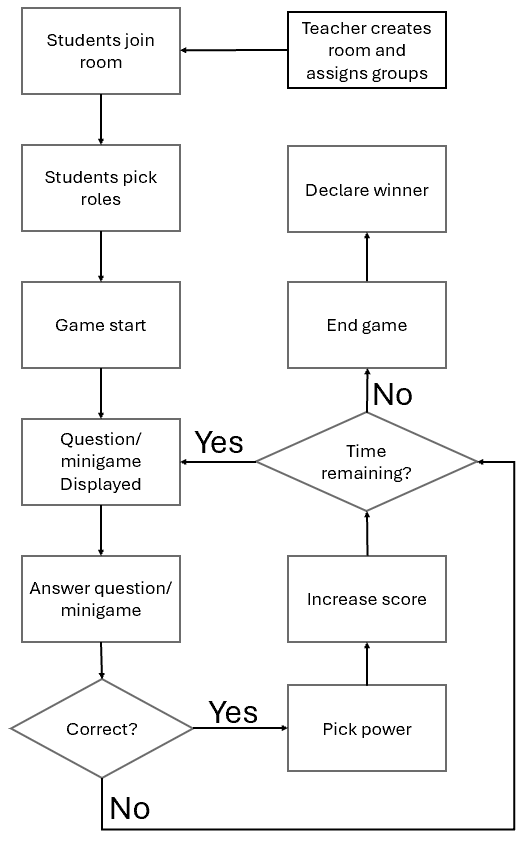 Students join
room
Teacher creates
room and
assigns groups
Students pick
roles
Declare winner
Game start
End game
No
Question/
minigame
Displayed
Yes
Time
remaining?
Answer question/
minigame
Increase score
Correct?
Yes
Pick power
No